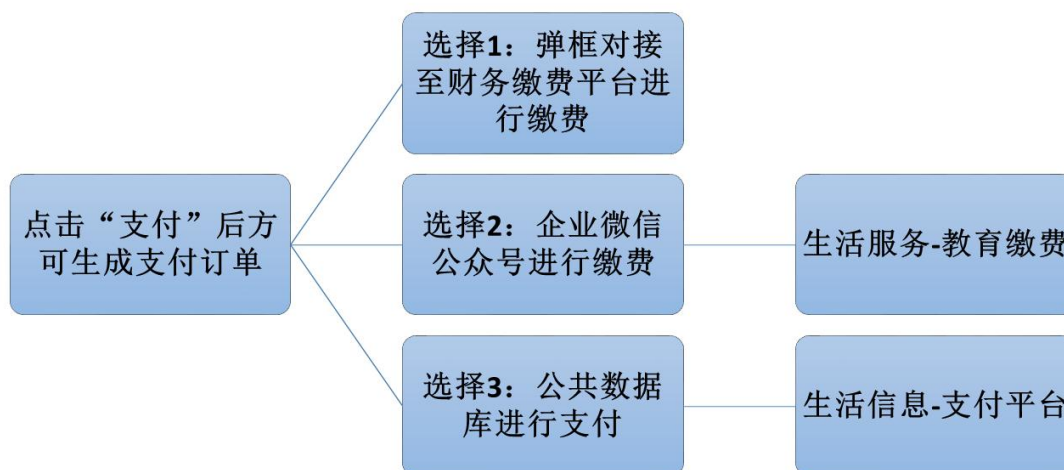 选择1：弹框对接
至财务缴费平台进
行缴费
点击“支付”后方
可生成支付订单
选择2：企业微信
公众号进行缴费
生活服务-教育缴费
选择3：公共数据
库进行支付
生活信息-支付平台